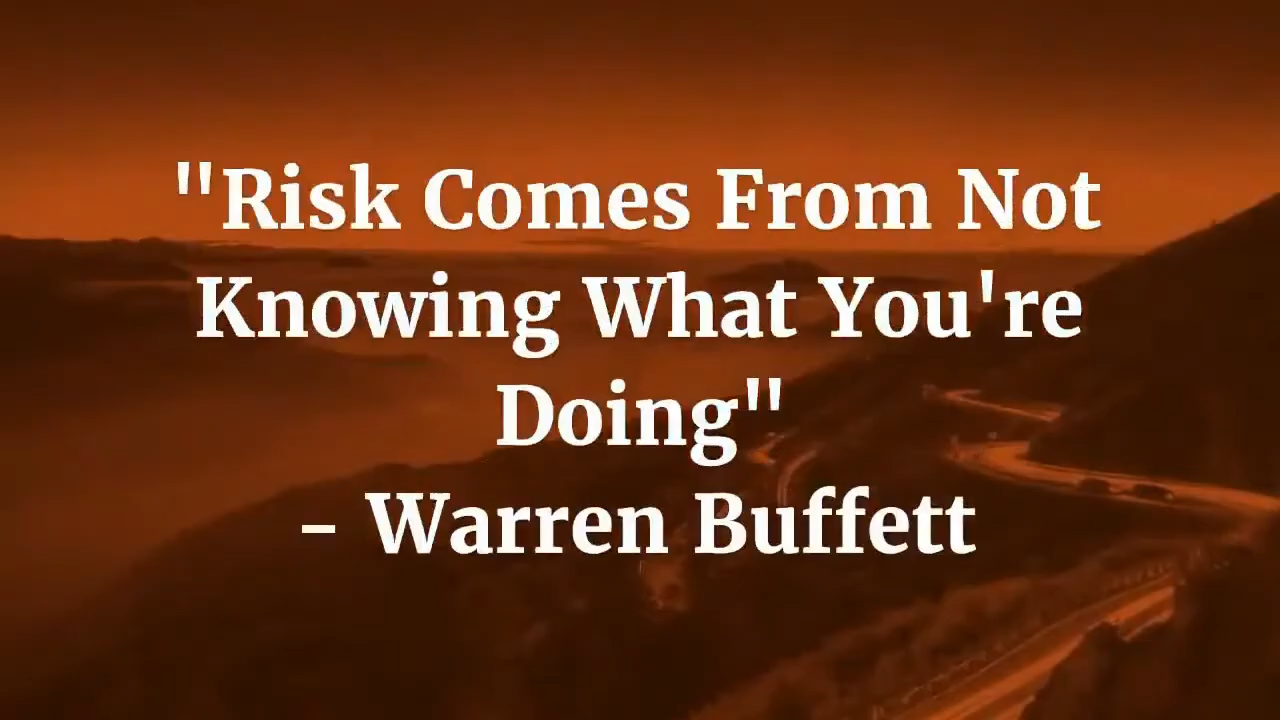 "Risk Comes From Not
Knowing What You're
Doing"
- Warren Buffett